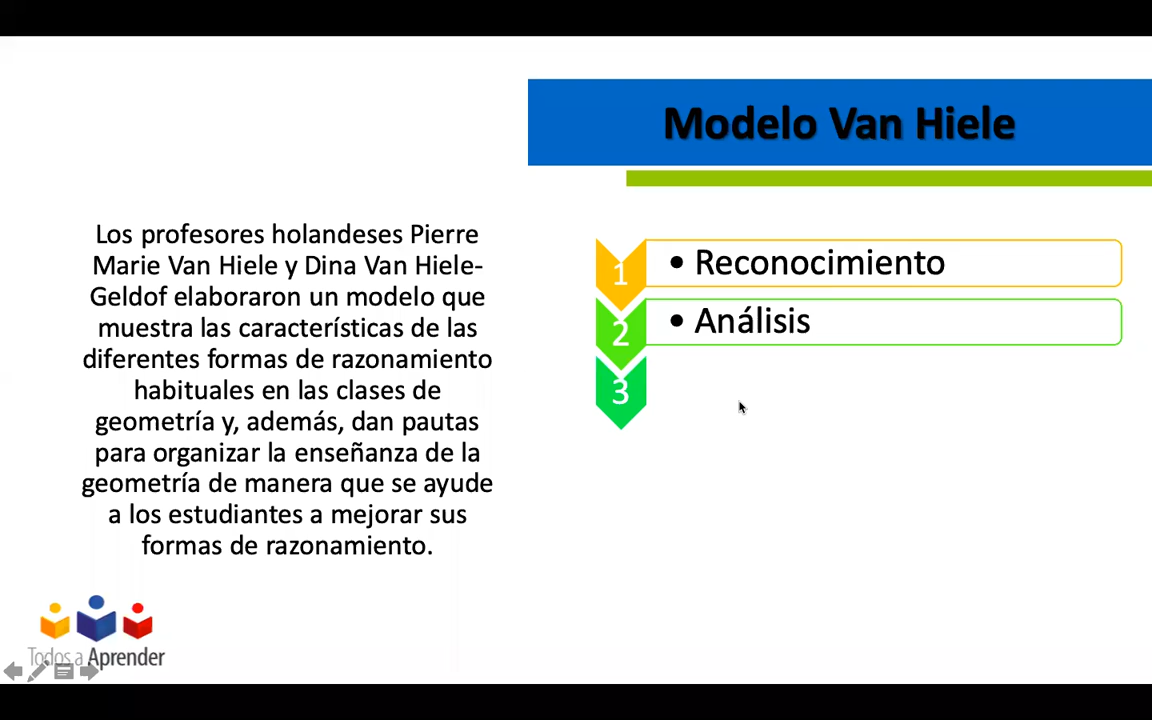 Modelo Van Hiele
Los profesores holandeses Pierre
Marie Van Hiele y Dina Van Hiele-
Geldof elaboraron un modelo que
muestra las características de las
diferentes formas de razonamiento
habituales en las clases de
geometría y, además, dan pautas
para organizar la enseñanza de la
geometría de manera que se ayude
a los estudiantes a mejorar sus
formas de razonamiento.
1 • Reconocimiento
2 • Análisis
3
Todos a Aprender